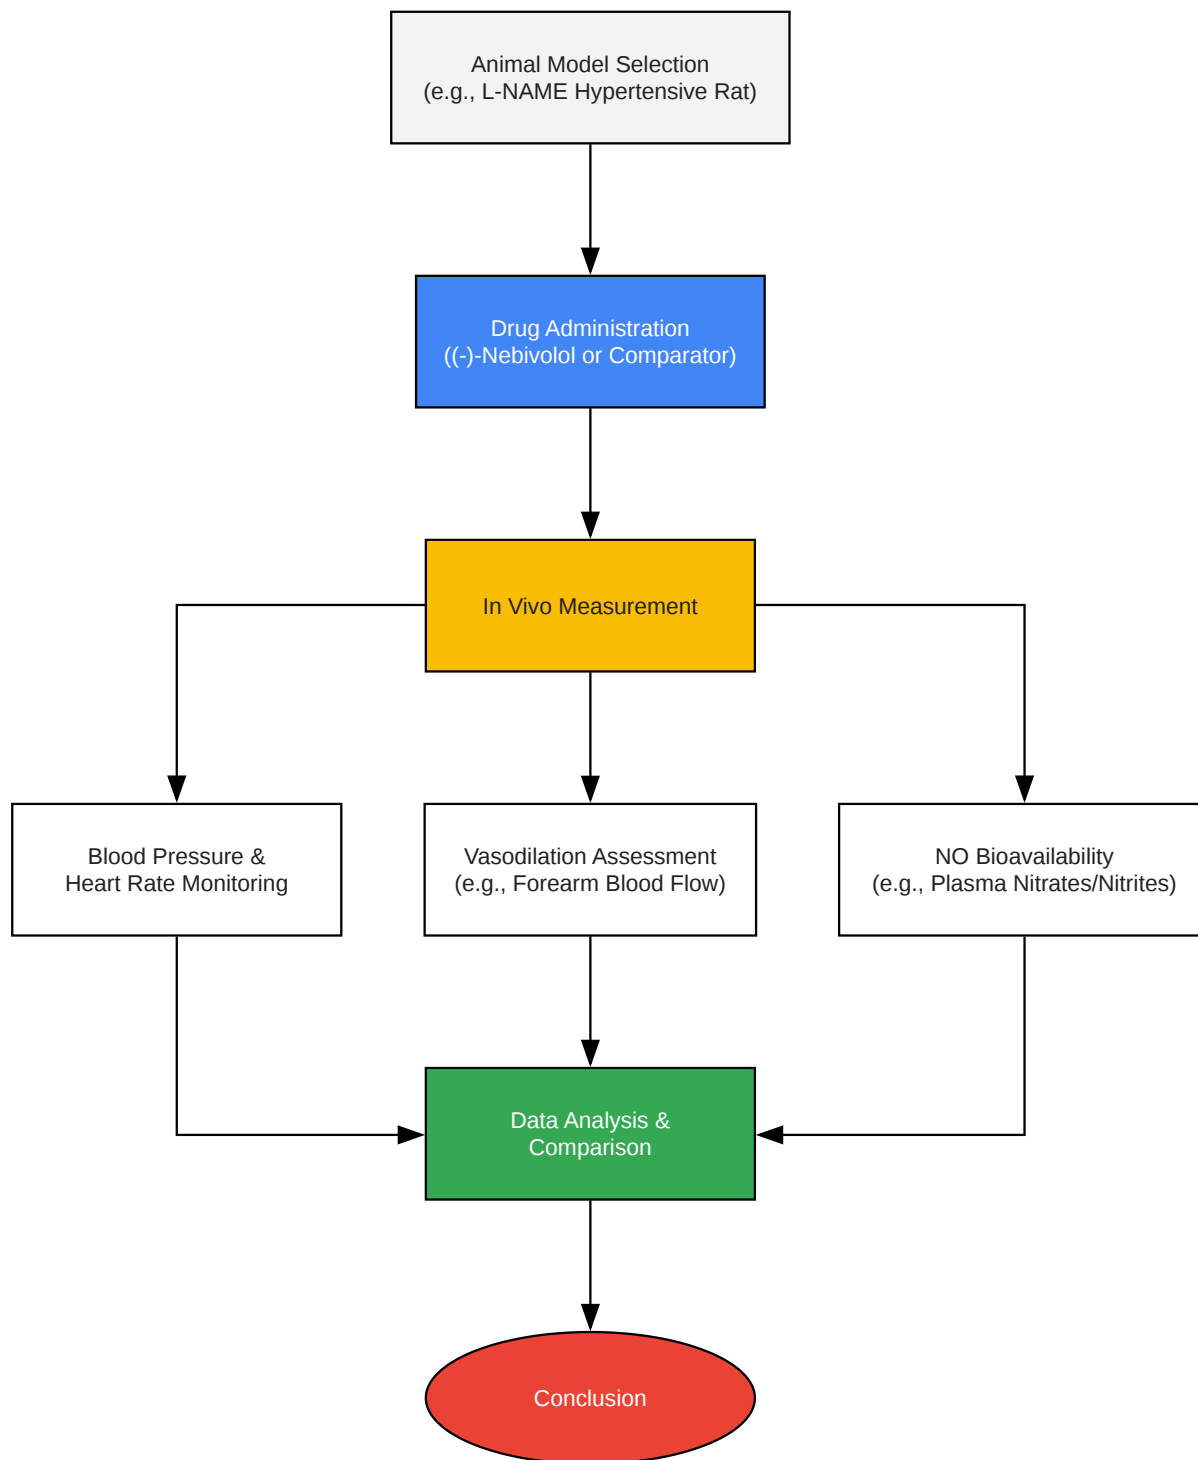 Animal Model Selection
(e.g., L-NAME Hypertensive Rat)
Drug Administration
((-)-Nebivolol or Comparator)
In Vivo Measurement
Blood Pressure &
Heart Rate Monitoring
Vasodilation Assessment
(e.g., Forearm Blood Flow)
NO Bioavailability
(e.g., Plasma Nitrates/Nitrites)
Data Analysis &
Comparison
Conclusion